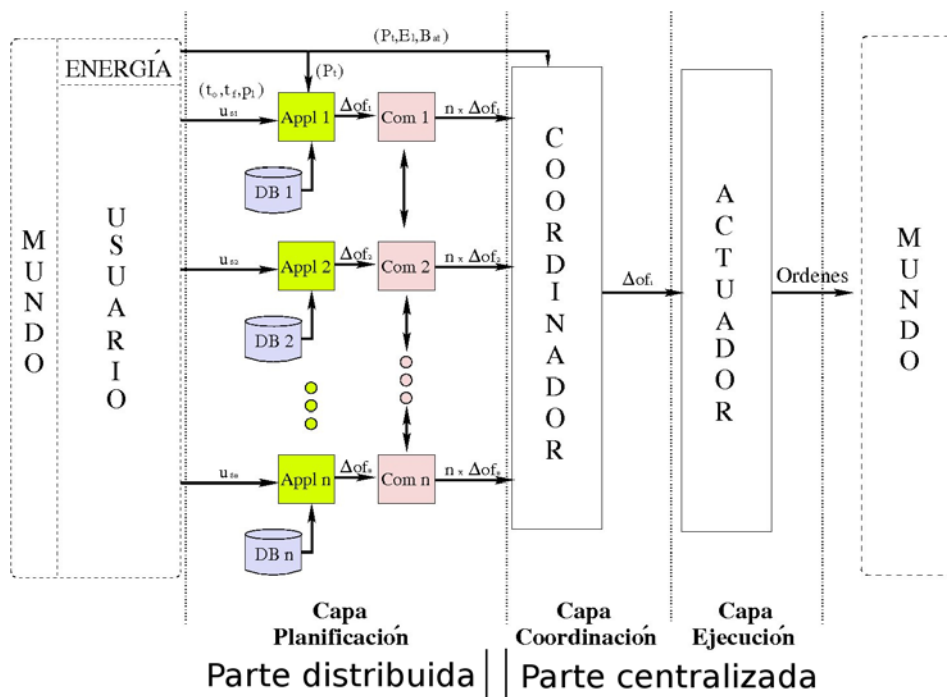 (Pt,El,Bat)
ENERGÍA
(Pt)
(to,tf,pl)
us1
Appl 1
Δof1
Com 1
n x Δof1
DB 1
us2
Appl 2
Δof2
Com 2
n x Δof2
DB 2
usn
Appl n
Δofn
Com n
n x Δofn
DB n
MUNDO
USUARIO
COORDINADOR
Δofi
ACTUADOR
Ordenes
MUNDO
Capa
Planificación
Capa
Coordinación
Capa
Ejecución
Parte distribuida
Parte centralizada